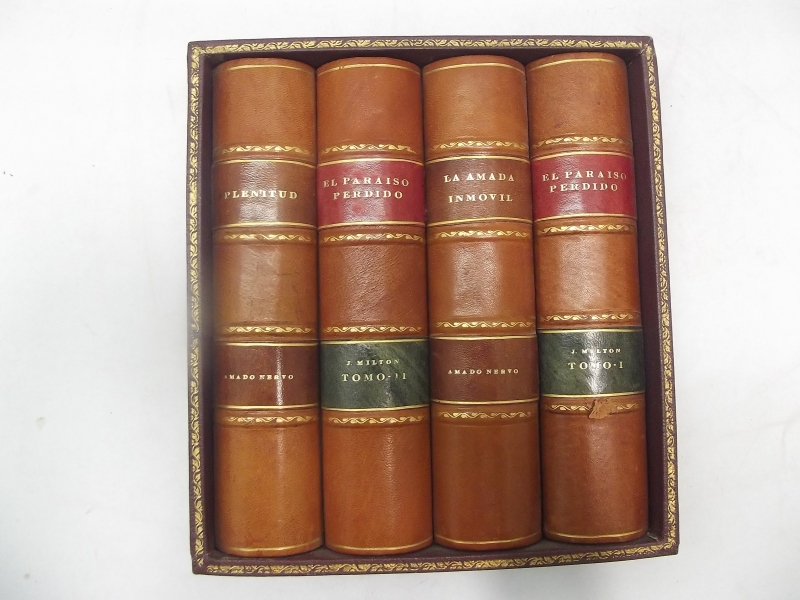 PLENITUD
AMADO NERVO
EL PARAISO
PERDIDO
J. MILTON
TOMO-II
LA AMADA
INMOVIL
AMADO NERVO
EL PARAISO
PERDIDO
J. MILTON
TOMO-I